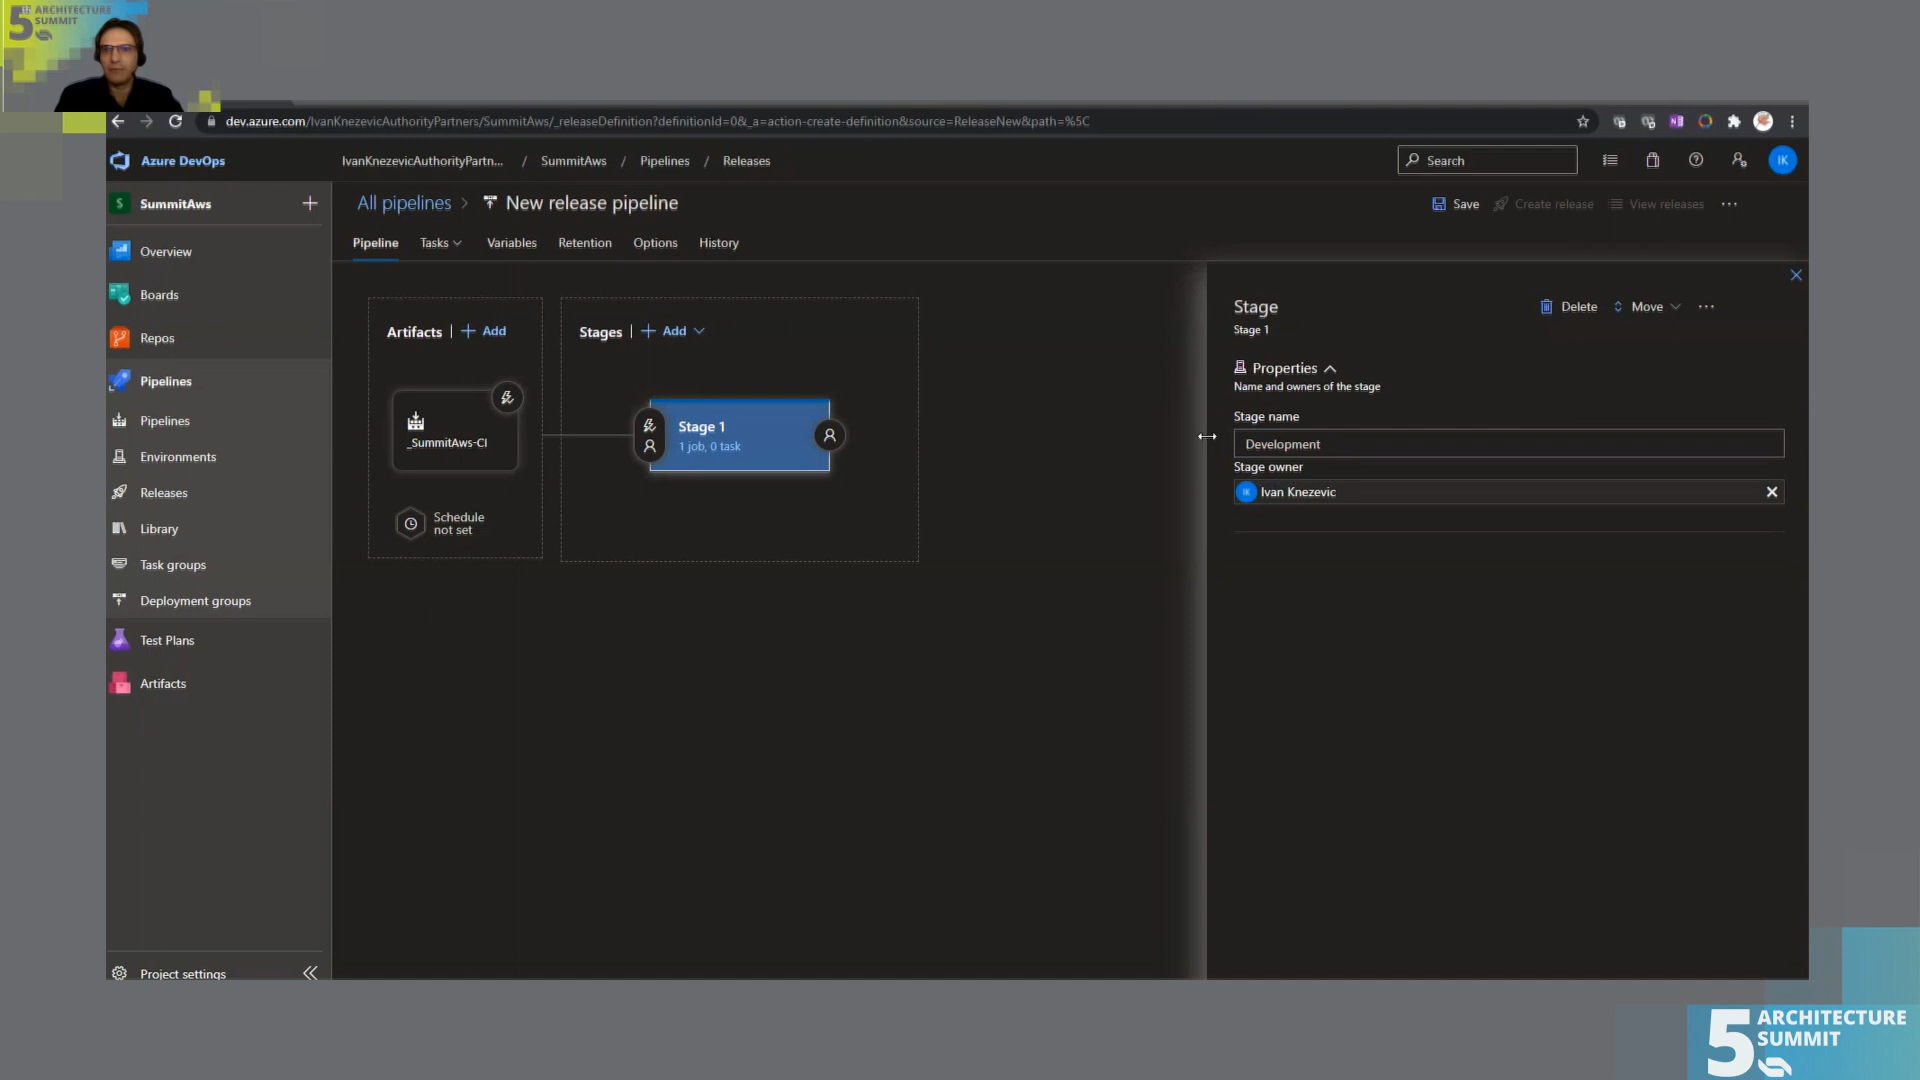 5
IT ARCHITECTURE
SUMMIT
dev.azure.com/IvanKnezevicAuthorityPartners/SummitAws/_releaseDefinition?definitionId=0&_a=action-create-definition&source=ReleaseNew&path=%5C
Azure DevOps
IvanKnezevicAuthorityPartn... / SummitAws / Pipelines / Releases
Search
IK
S
SummitAws
All pipelines > New release pipeline
Save
Create release
View releases
Pipeline
Tasks
Variables
Retention
Options
History
Overview
Boards
Repos
Pipelines
Pipelines
Environments
Releases
Library
Task groups
Deployment groups
Test Plans
Artifacts
Project settings
Artifacts | + Add
_SummitAws-CI
Schedule
not set
Stages | + Add
Stage 1
1 job, 0 task
Stage
Delete
Move
Stage 1
Properties
Name and owners of the stage
Stage name
Development
Stage owner
IK Ivan Knezevic
5
ARCHITECTURE
SUMMIT